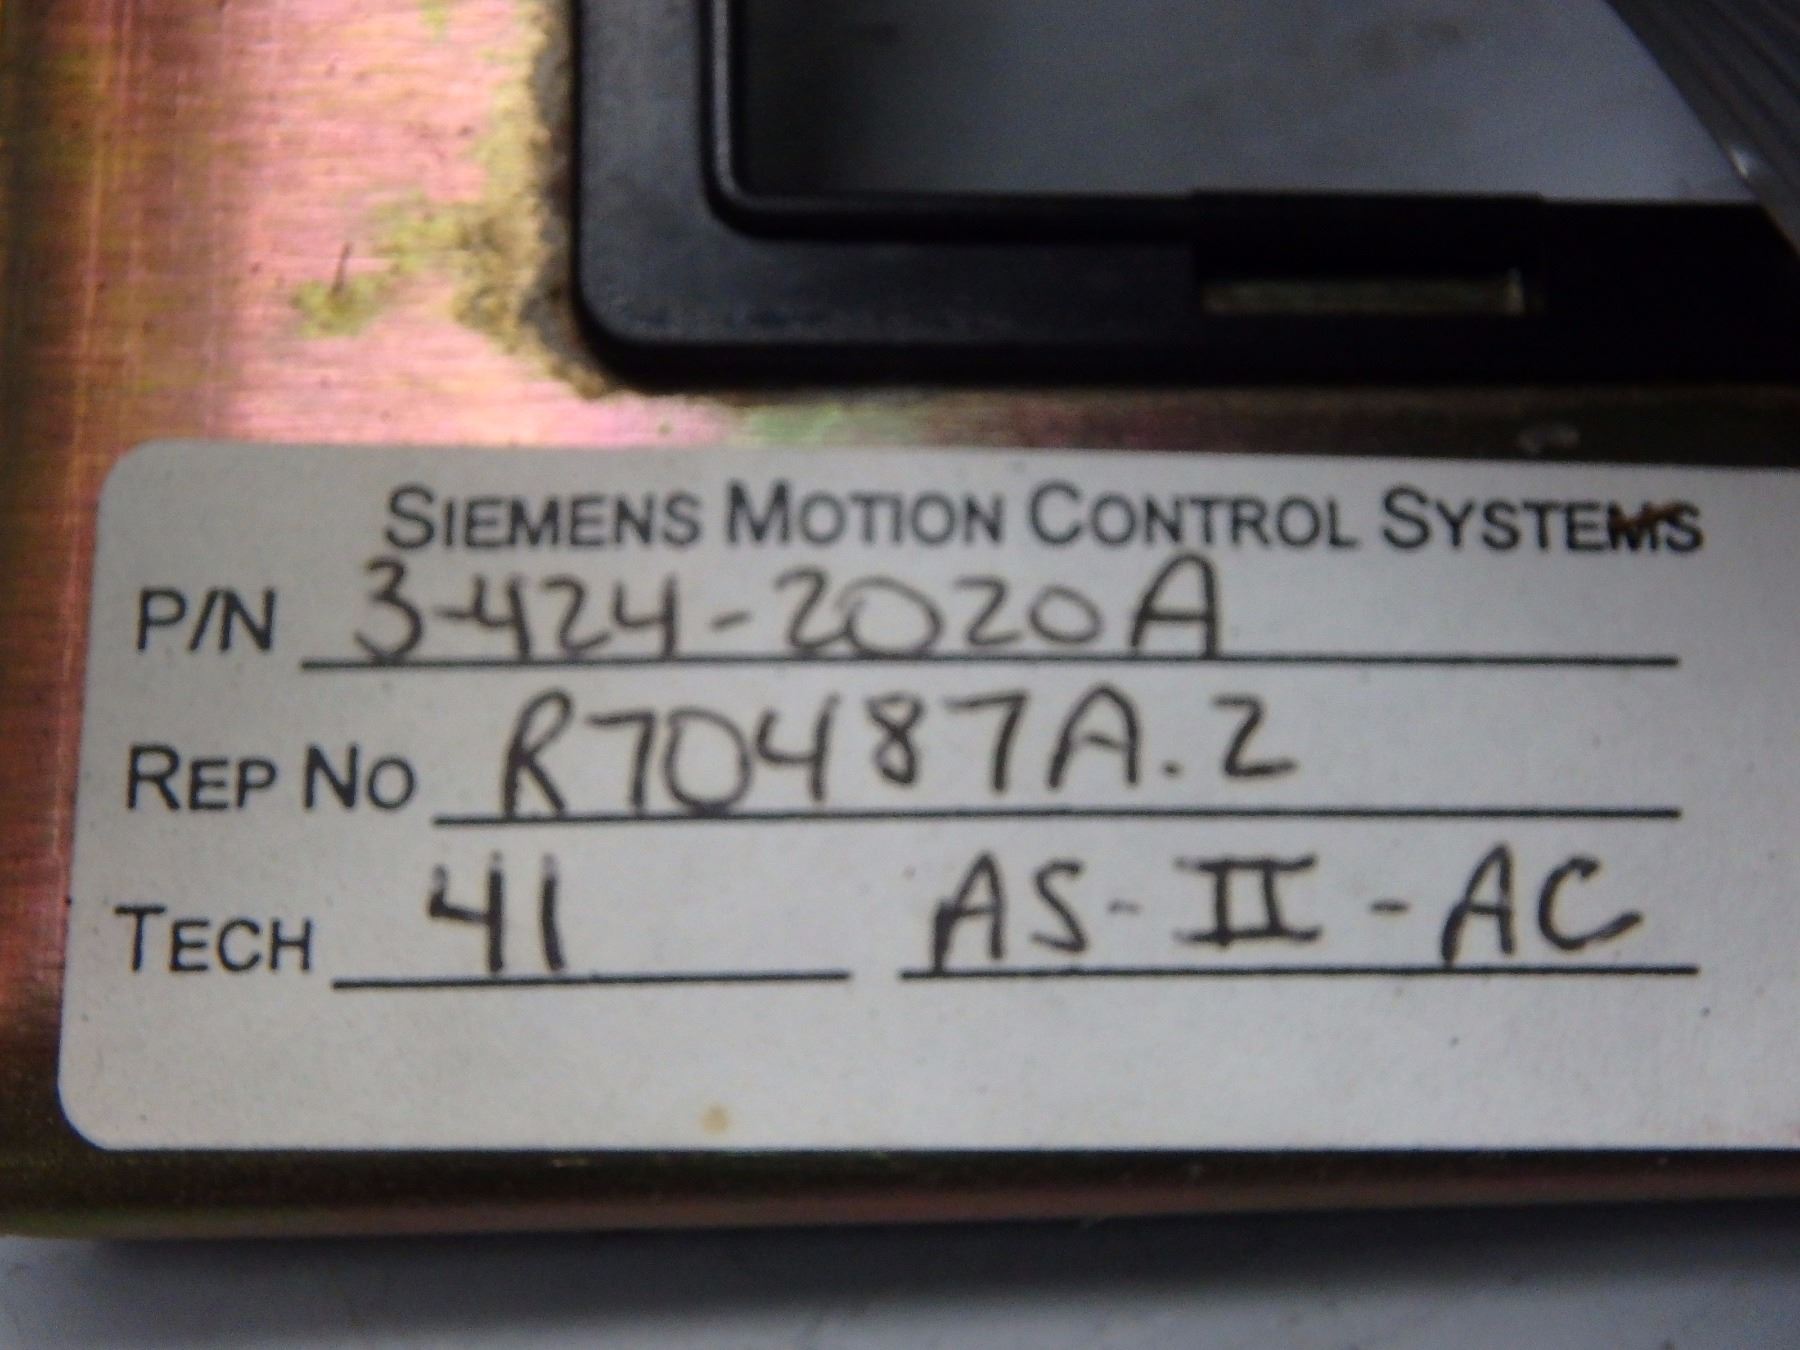 SIEMENS MOTION CONTROL SYSTEMS
P/N 3-424-2020A
REP NO R70487A.2
TECH 41 AS-II-AC